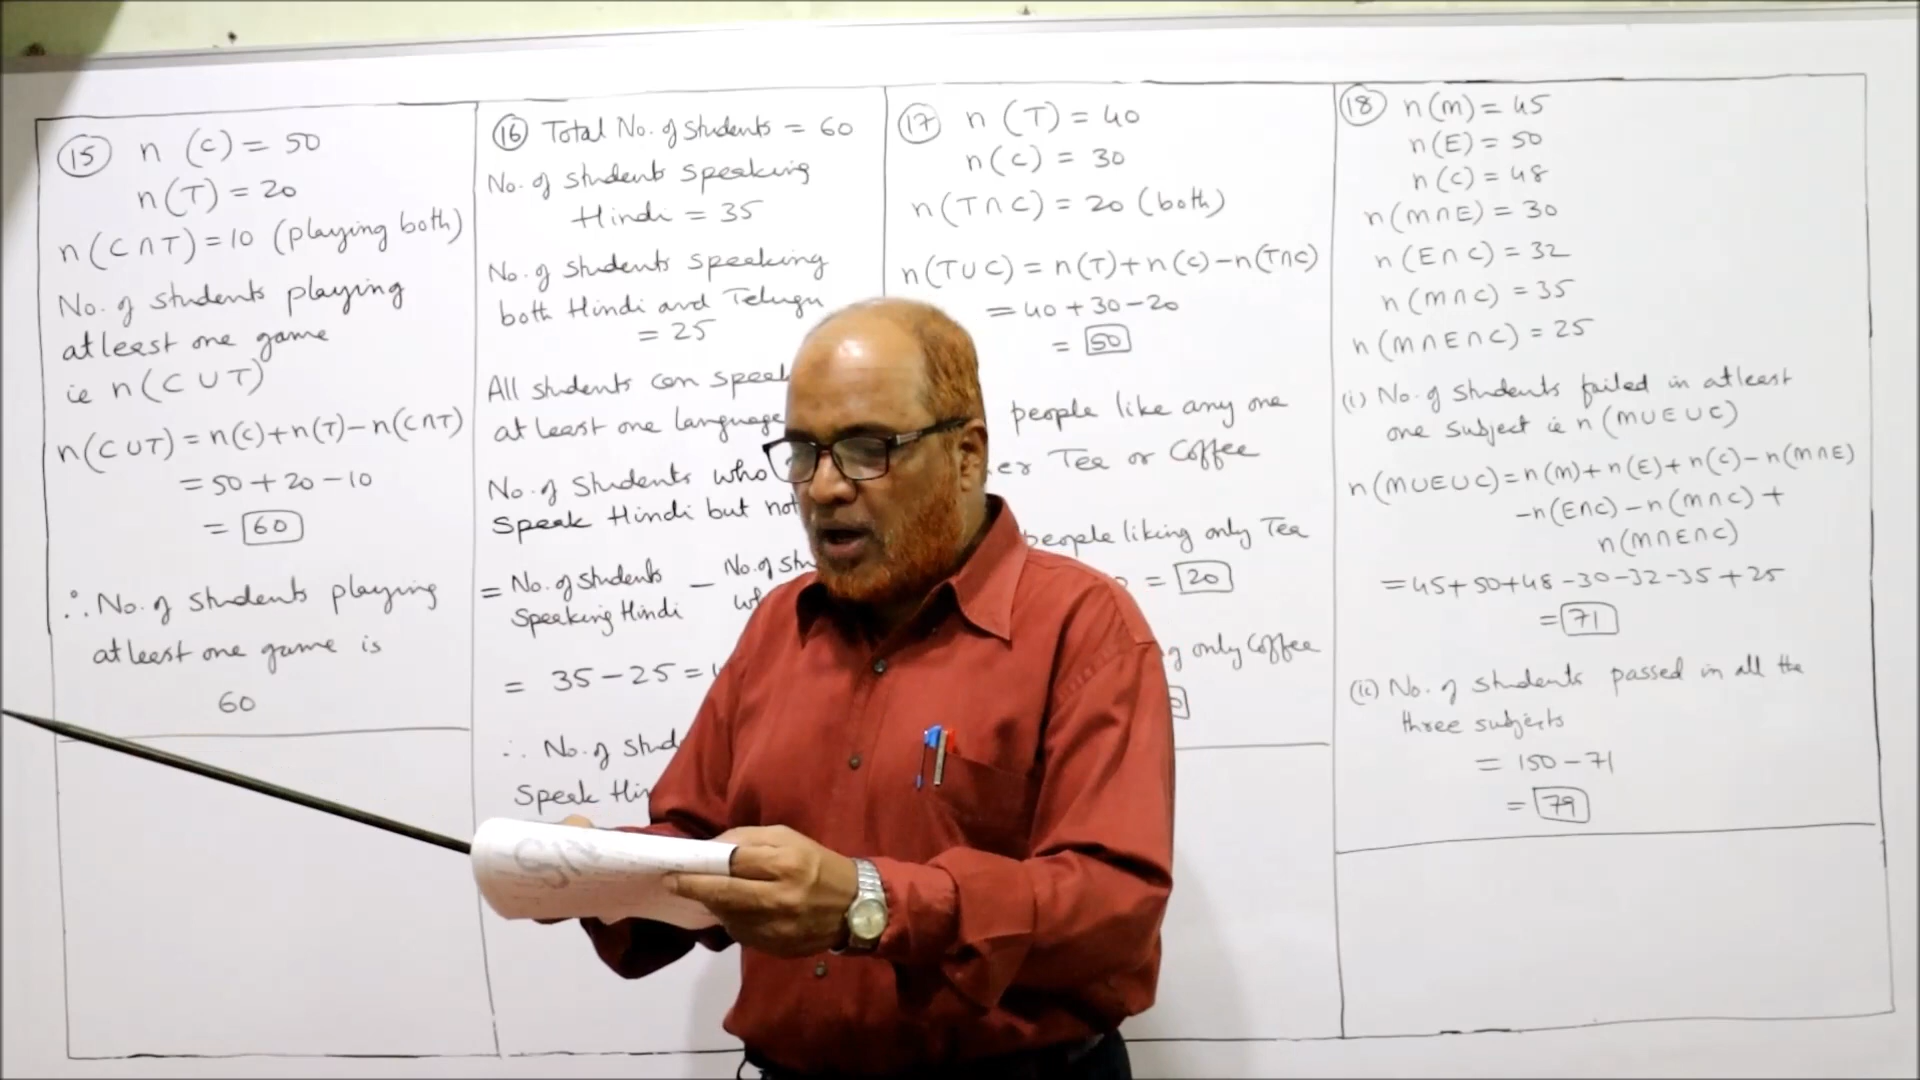 15 n (C) = 50
n(T) = 20
n(C∩T) = 10 (playing both)
No. of students playing
atleast one game
ie n(C∪T)
n(C∪T) = n(C)+n(T)-n(C∩T)
= 50 + 20 - 10
= 60
∴ No. of students playing
atleast one game is
60
16 Total No. of students = 60
No. of students speaking
Hindi = 35
No. of students speaking
both Hindi and Telugu
= 25
All students can speak
at least one language
No. of students who
speak Hindi but not
= No. of students - No. of
Speaking Hindi
= 35 - 25 =
∴ No. of
speak
17 n (T) = 40
n(C) = 30
n(T∩C) = 20 (both)
n(T∪C) = n(T)+n(C)-n(T∩C)
= 40 + 30 - 20
= 50
people like any one
Tea or Coffee
people liking only Tea
= 20
only Coffee
18 n(M) = 45
n(E) = 50
n(C) = 48
n(M∩E) = 30
n(E∩C) = 32
n(M∩C) = 35
n(M∩E∩C) = 25
(i) No. of students failed in atleast
one subject ie n(M∪E∪C)
n(M∪E∪C) = n(M)+n(E)+n(C)-n(M∩E)
-n(E∩C)-n(M∩C)+
n(M∩E∩C)
= 45+50+48-30-32-35+25
= 71
(ii) No. of students passed in all the
three subjects
= 150 - 71
= 79